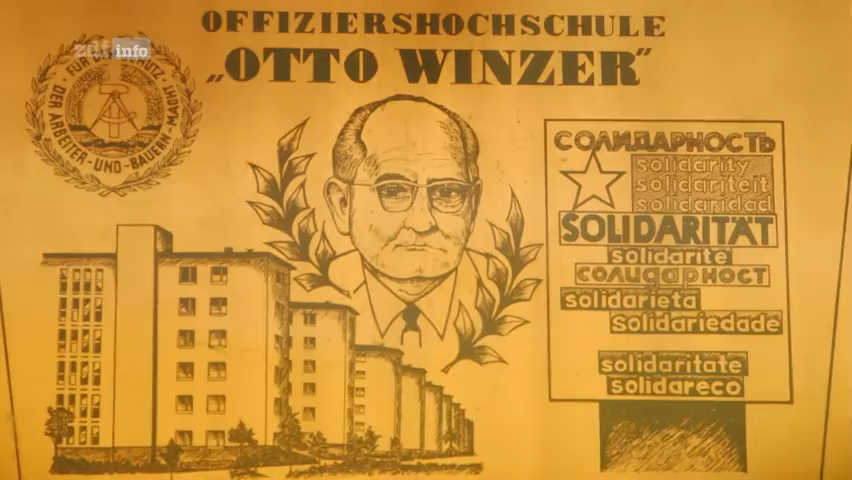 OFFIZIERSHOCHSCHULE
„OTTO WINZER"
zdf info
FÜR DEN SCHUTZ
DER ARBEITER-UND-BAUERN-MACHT
СОЛИДАРНОСТЬ
solidarity
solidariteit
solidaridad
SOLIDARITÄT
solidarité
солидарност
solidarieta
solidariedade
solidaritate
solidareco